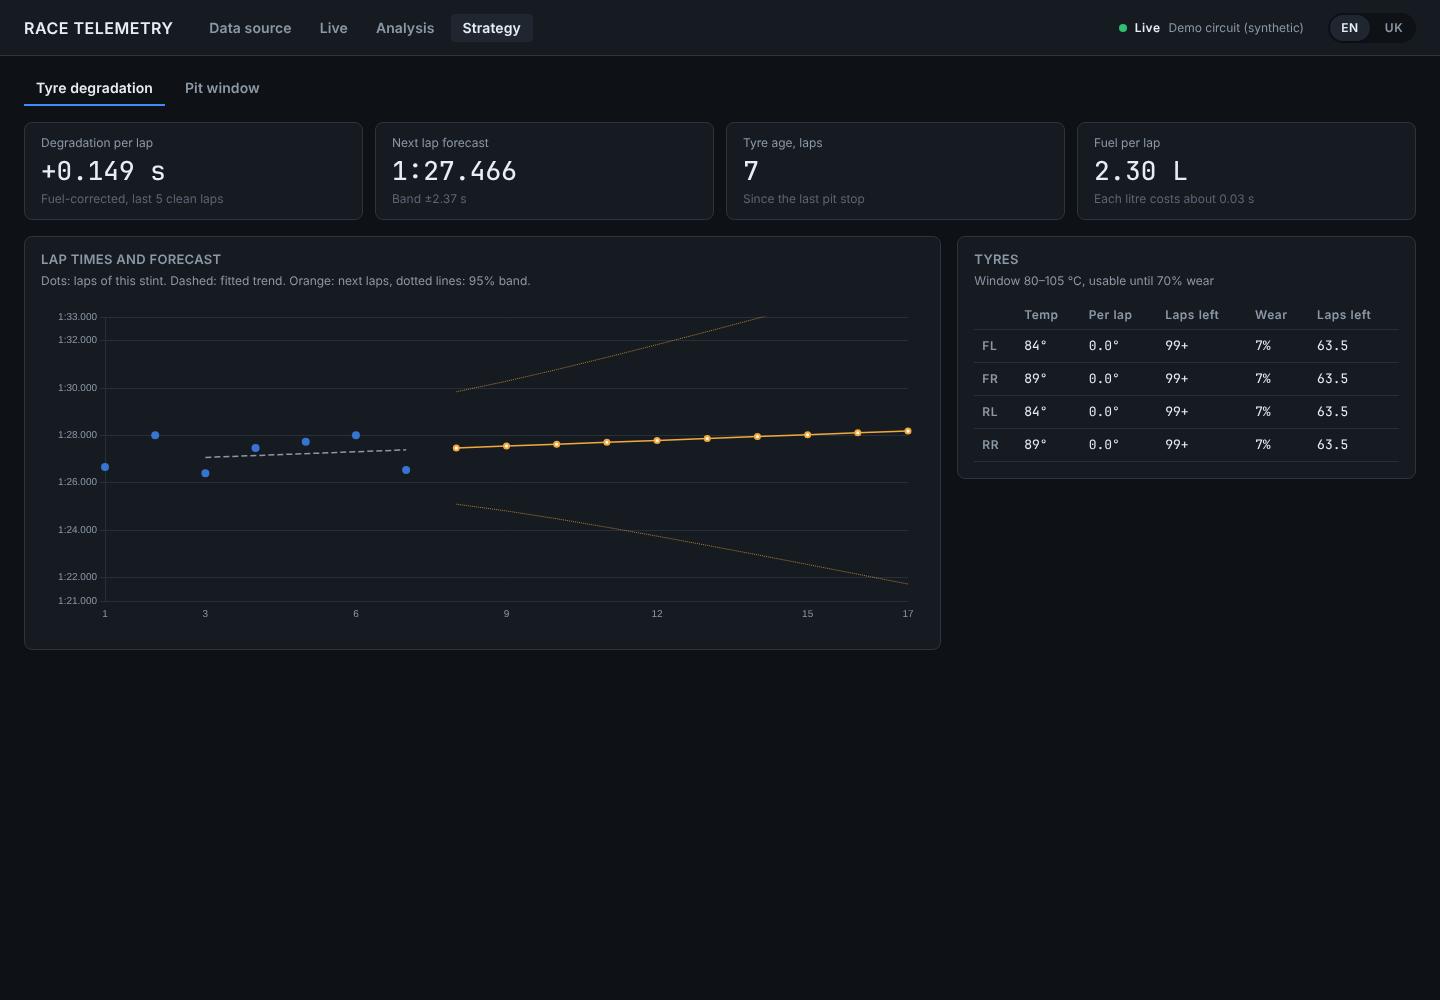 RACE TELEMETRY Data source Live Analysis Strategy Live Demo circuit (synthetic) EN UK
Tyre degradation Pit window
Degradation per lap
+0.149 s
Fuel-corrected, last 5 clean laps
Next lap forecast
1:27.466
Band ±2.37 s
Tyre age, laps
7
Since the last pit stop
Fuel per lap
2.30 L
Each litre costs about 0.03 s
LAP TIMES AND FORECAST
Dots: laps of this stint. Dashed: fitted trend. Orange: next laps, dotted lines: 95% band.
1:33.000
1:32.000
1:30.000
1:28.000
1:26.000
1:24.000
1:22.000
1:21.000
1 3 6 9 12 15 17
TYRES
Window 80–105 °C, usable until 70% wear
Temp Per lap Laps left Wear Laps left
FL 84° 0.0° 99+ 7% 63.5
FR 89° 0.0° 99+ 7% 63.5
RL 84° 0.0° 99+ 7% 63.5
RR 89° 0.0° 99+ 7% 63.5